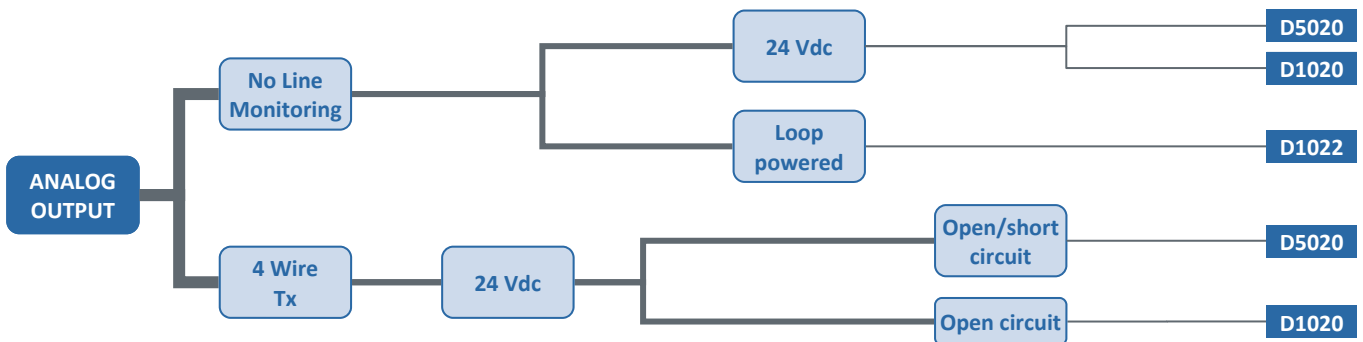 ANALOG
OUTPUT
No Line
Monitoring
24 Vdc
D5020
D1020
Loop
powered
D1022
4 Wire
Tx
24 Vdc
Open/short
circuit
D5020
Open circuit
D1020